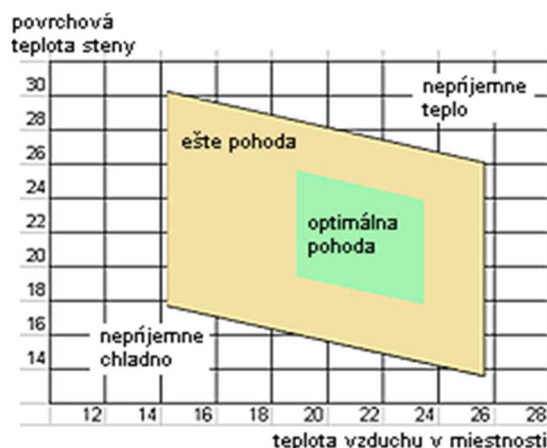 povrchová
teplota steny
30
28
26
24
22
20
18
16
14
nepríjemne
teplo
ešte pohoda
optimálna
pohoda
nepríjemne
chladno
12 14 16 18 20 22 24 26 28
teplota vzduchu v miestnosti